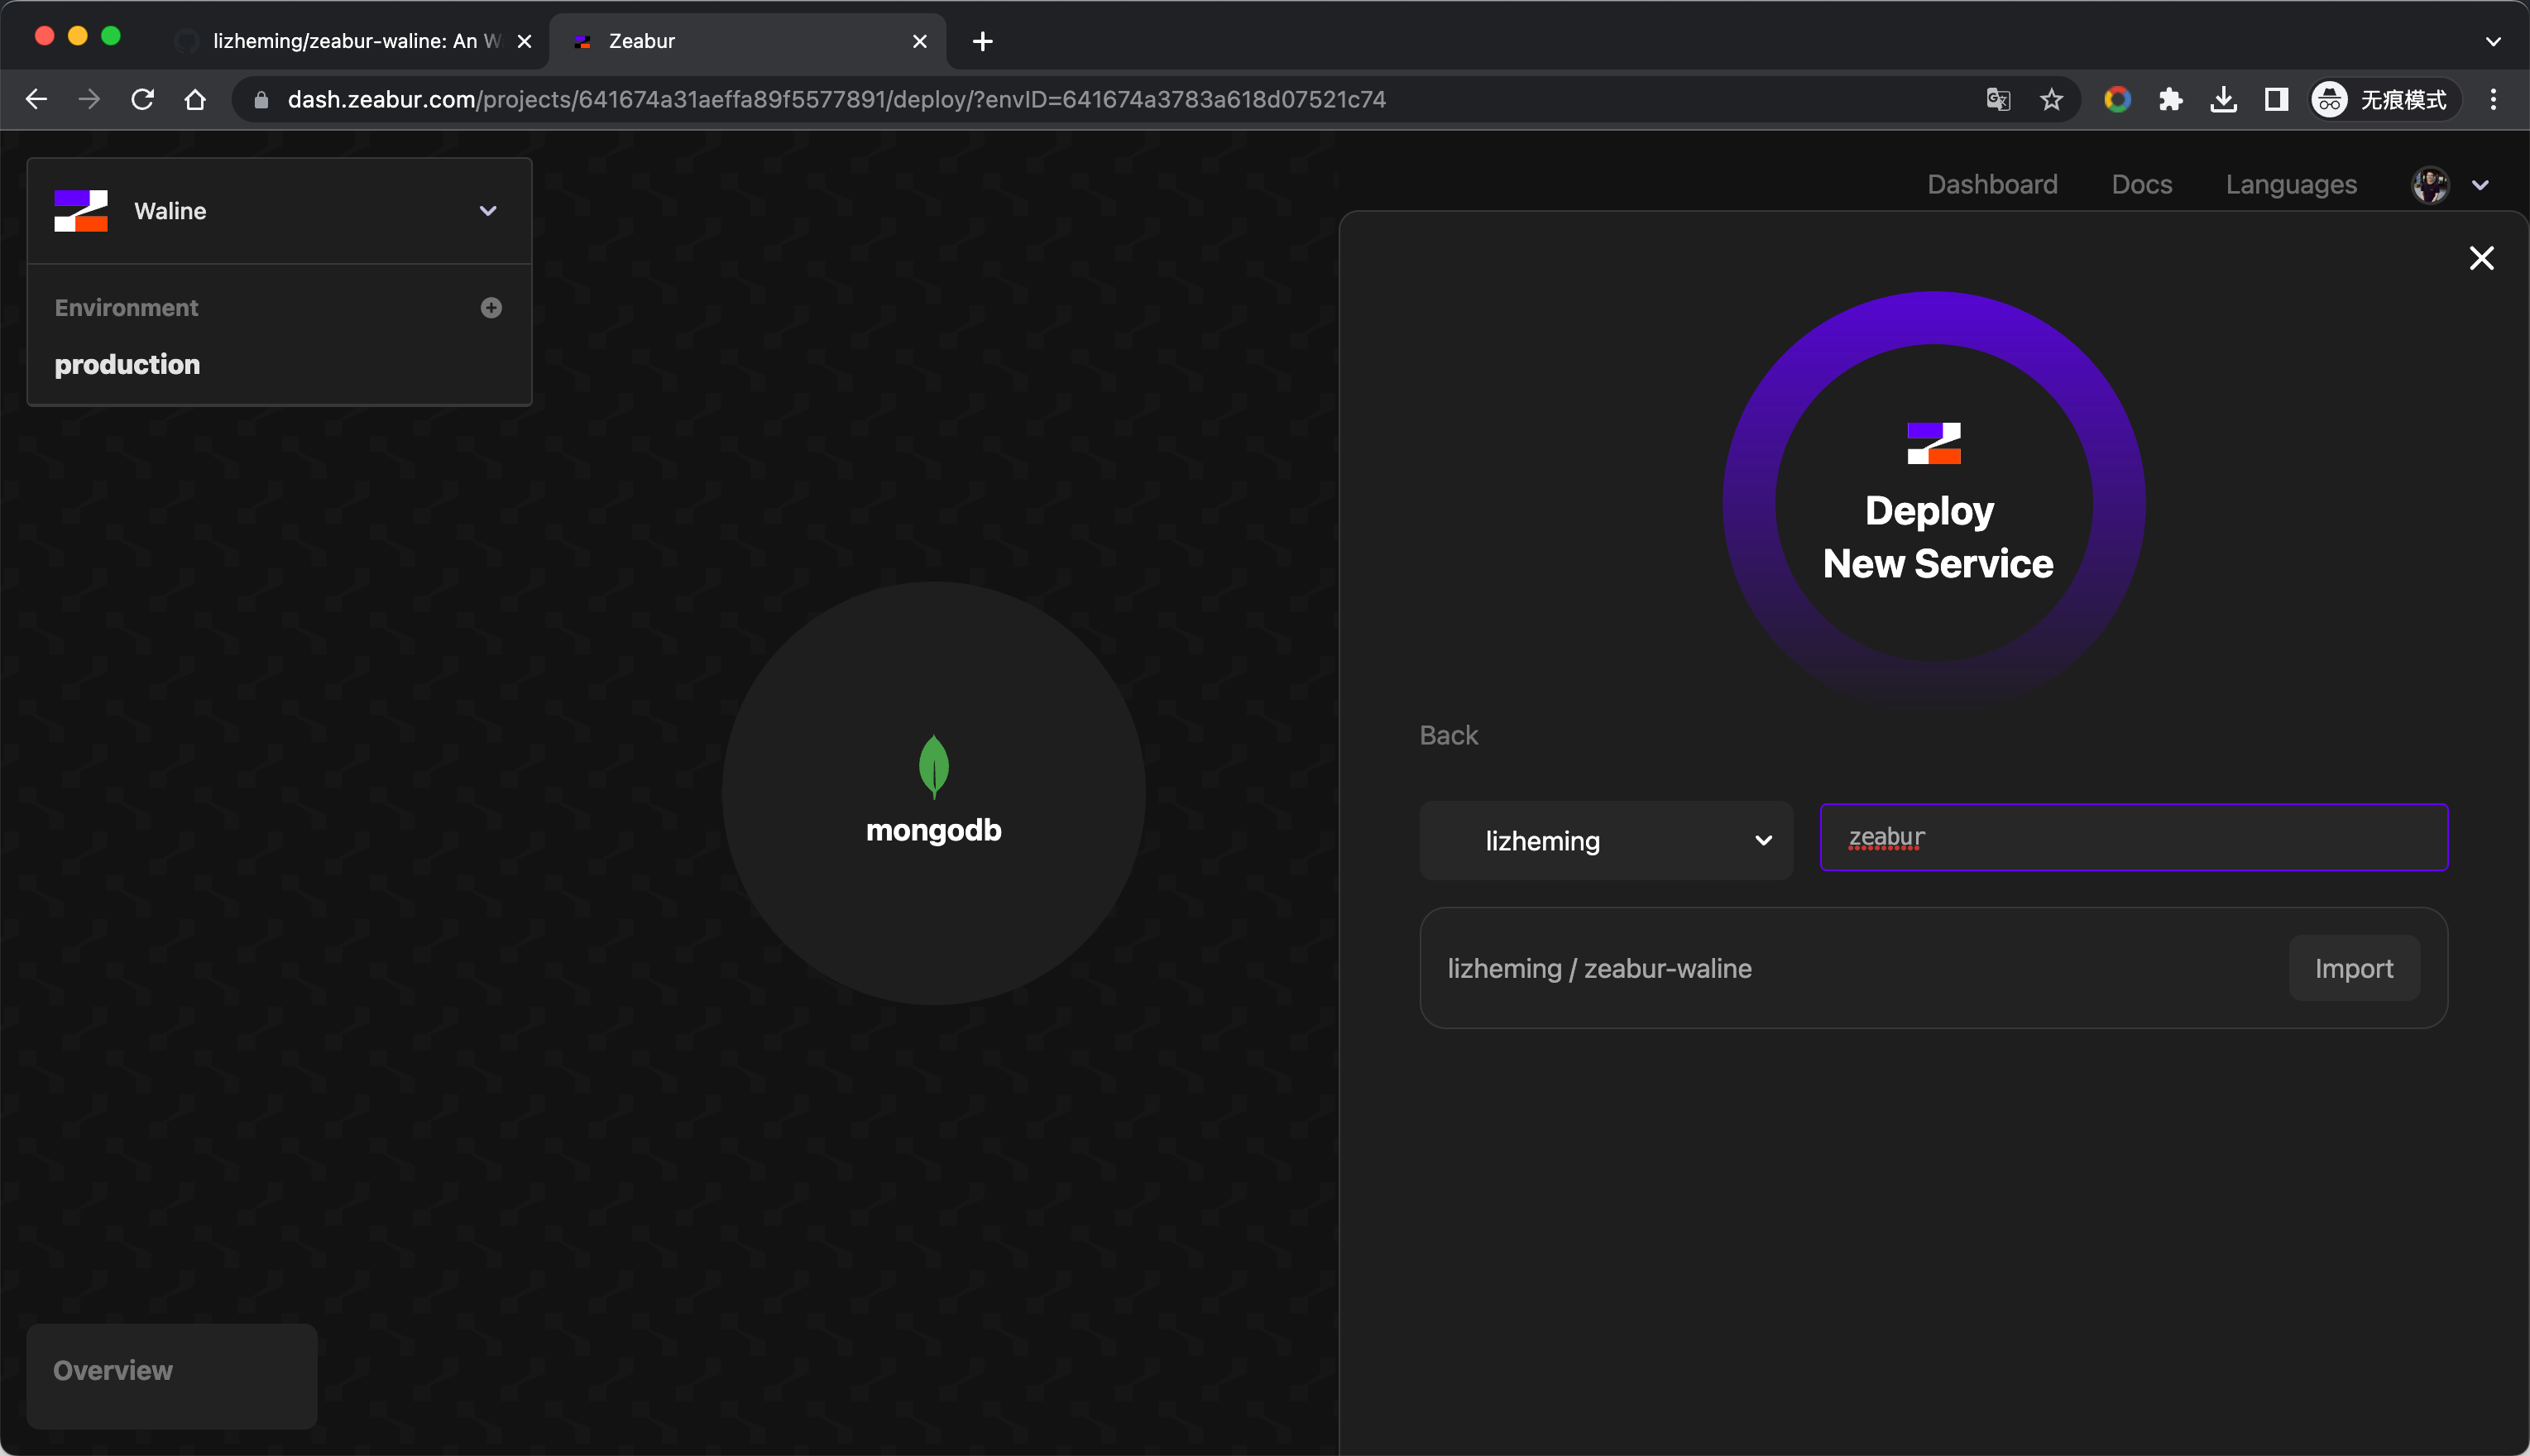 lizheming/zeabur-waline: An W
Zeabur
dash.zeabur.com/projects/641674a31aeffa89f5577891/deploy/?envID=641674a3783a618d07521c74
无痕模式
Waline
Environment
production
Dashboard
Docs
Languages
Deploy
New Service
Back
lizheming
zeabur
lizheming / zeabur-waline
Import
mongodb
Overview